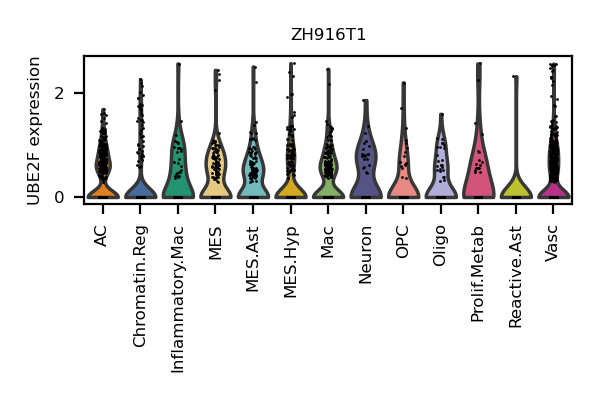 ZH916T1
UBE2F expression
2
0
AC
Chromatin.Reg
Inflammatory.Mac
MES
MES.Ast
MES.Hyp
Mac
Neuron
OPC
Oligo
Prolif.Metab
Reactive.Ast
Vasc